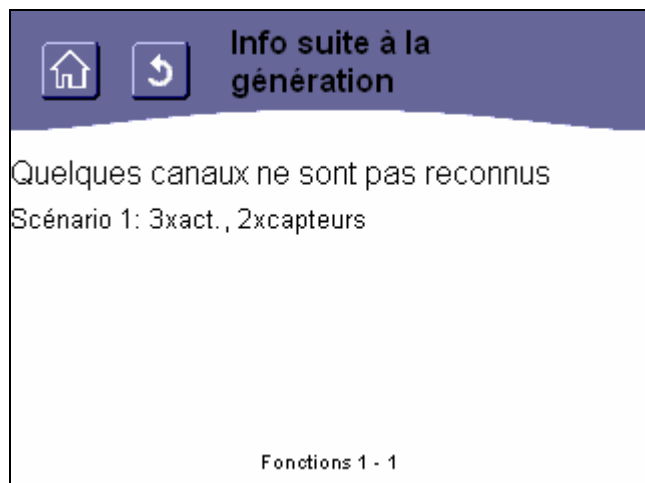 Info suite à la
génération
Quelques canaux ne sont pas reconnus
Scénario 1: 3xact., 2xcapteurs
Fonctions 1 - 1